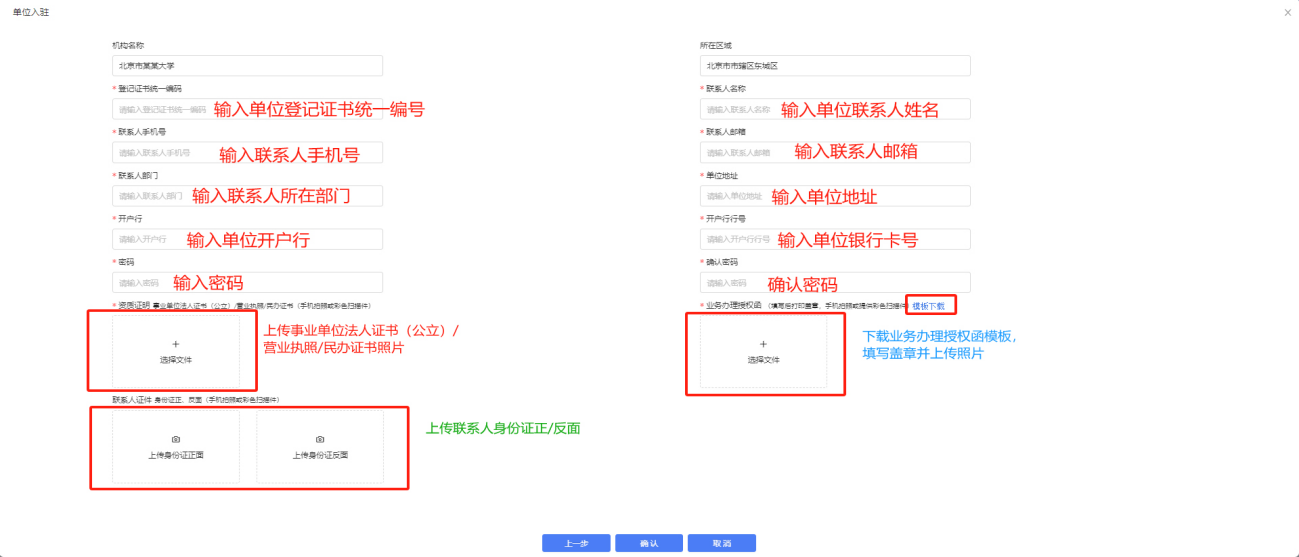 单位入驻
×
机构名称
所在区域
北京市某某大学
北京市市辖区东城区
* 登记证书统一编码
* 联系人名称
请输入登记证书统一编码 输入单位登记证书统一编号
请输入联系人名称 输入单位联系人姓名
* 联系人手机号
* 联系人邮箱
请输入联系人手机号 输入联系人手机号
请输入联系人邮箱 输入联系人邮箱
* 联系人部门
* 单位地址
请输入联系人部门 输入联系人所在部门
请输入单位地址 输入单位地址
* 开户行
* 开户行行号
请输入开户行 输入单位开户行
请输入开户行行号 输入单位银行卡号
* 密码
* 确认密码
请输入密码 输入密码
请输入密码 确认密码
* 资质证明 事业单位法人证书（公立）/营业执照/民办证书（手机拍照或彩色扫描件）
* 业务办理授权函 （填写后打印盖章，手机拍照或提供彩色扫描件） 模板下载
上传事业单位法人证书（公立）/
营业执照/民办证书照片
下载业务办理授权函模板，
填写盖章并上传照片
+
选择文件
+
选择文件
联系人证件 身份证正、反面（手机拍照或彩色扫描件）
上传联系人身份证正/反面
上传身份证正面
上传身份证反面
上一步
确认
取消